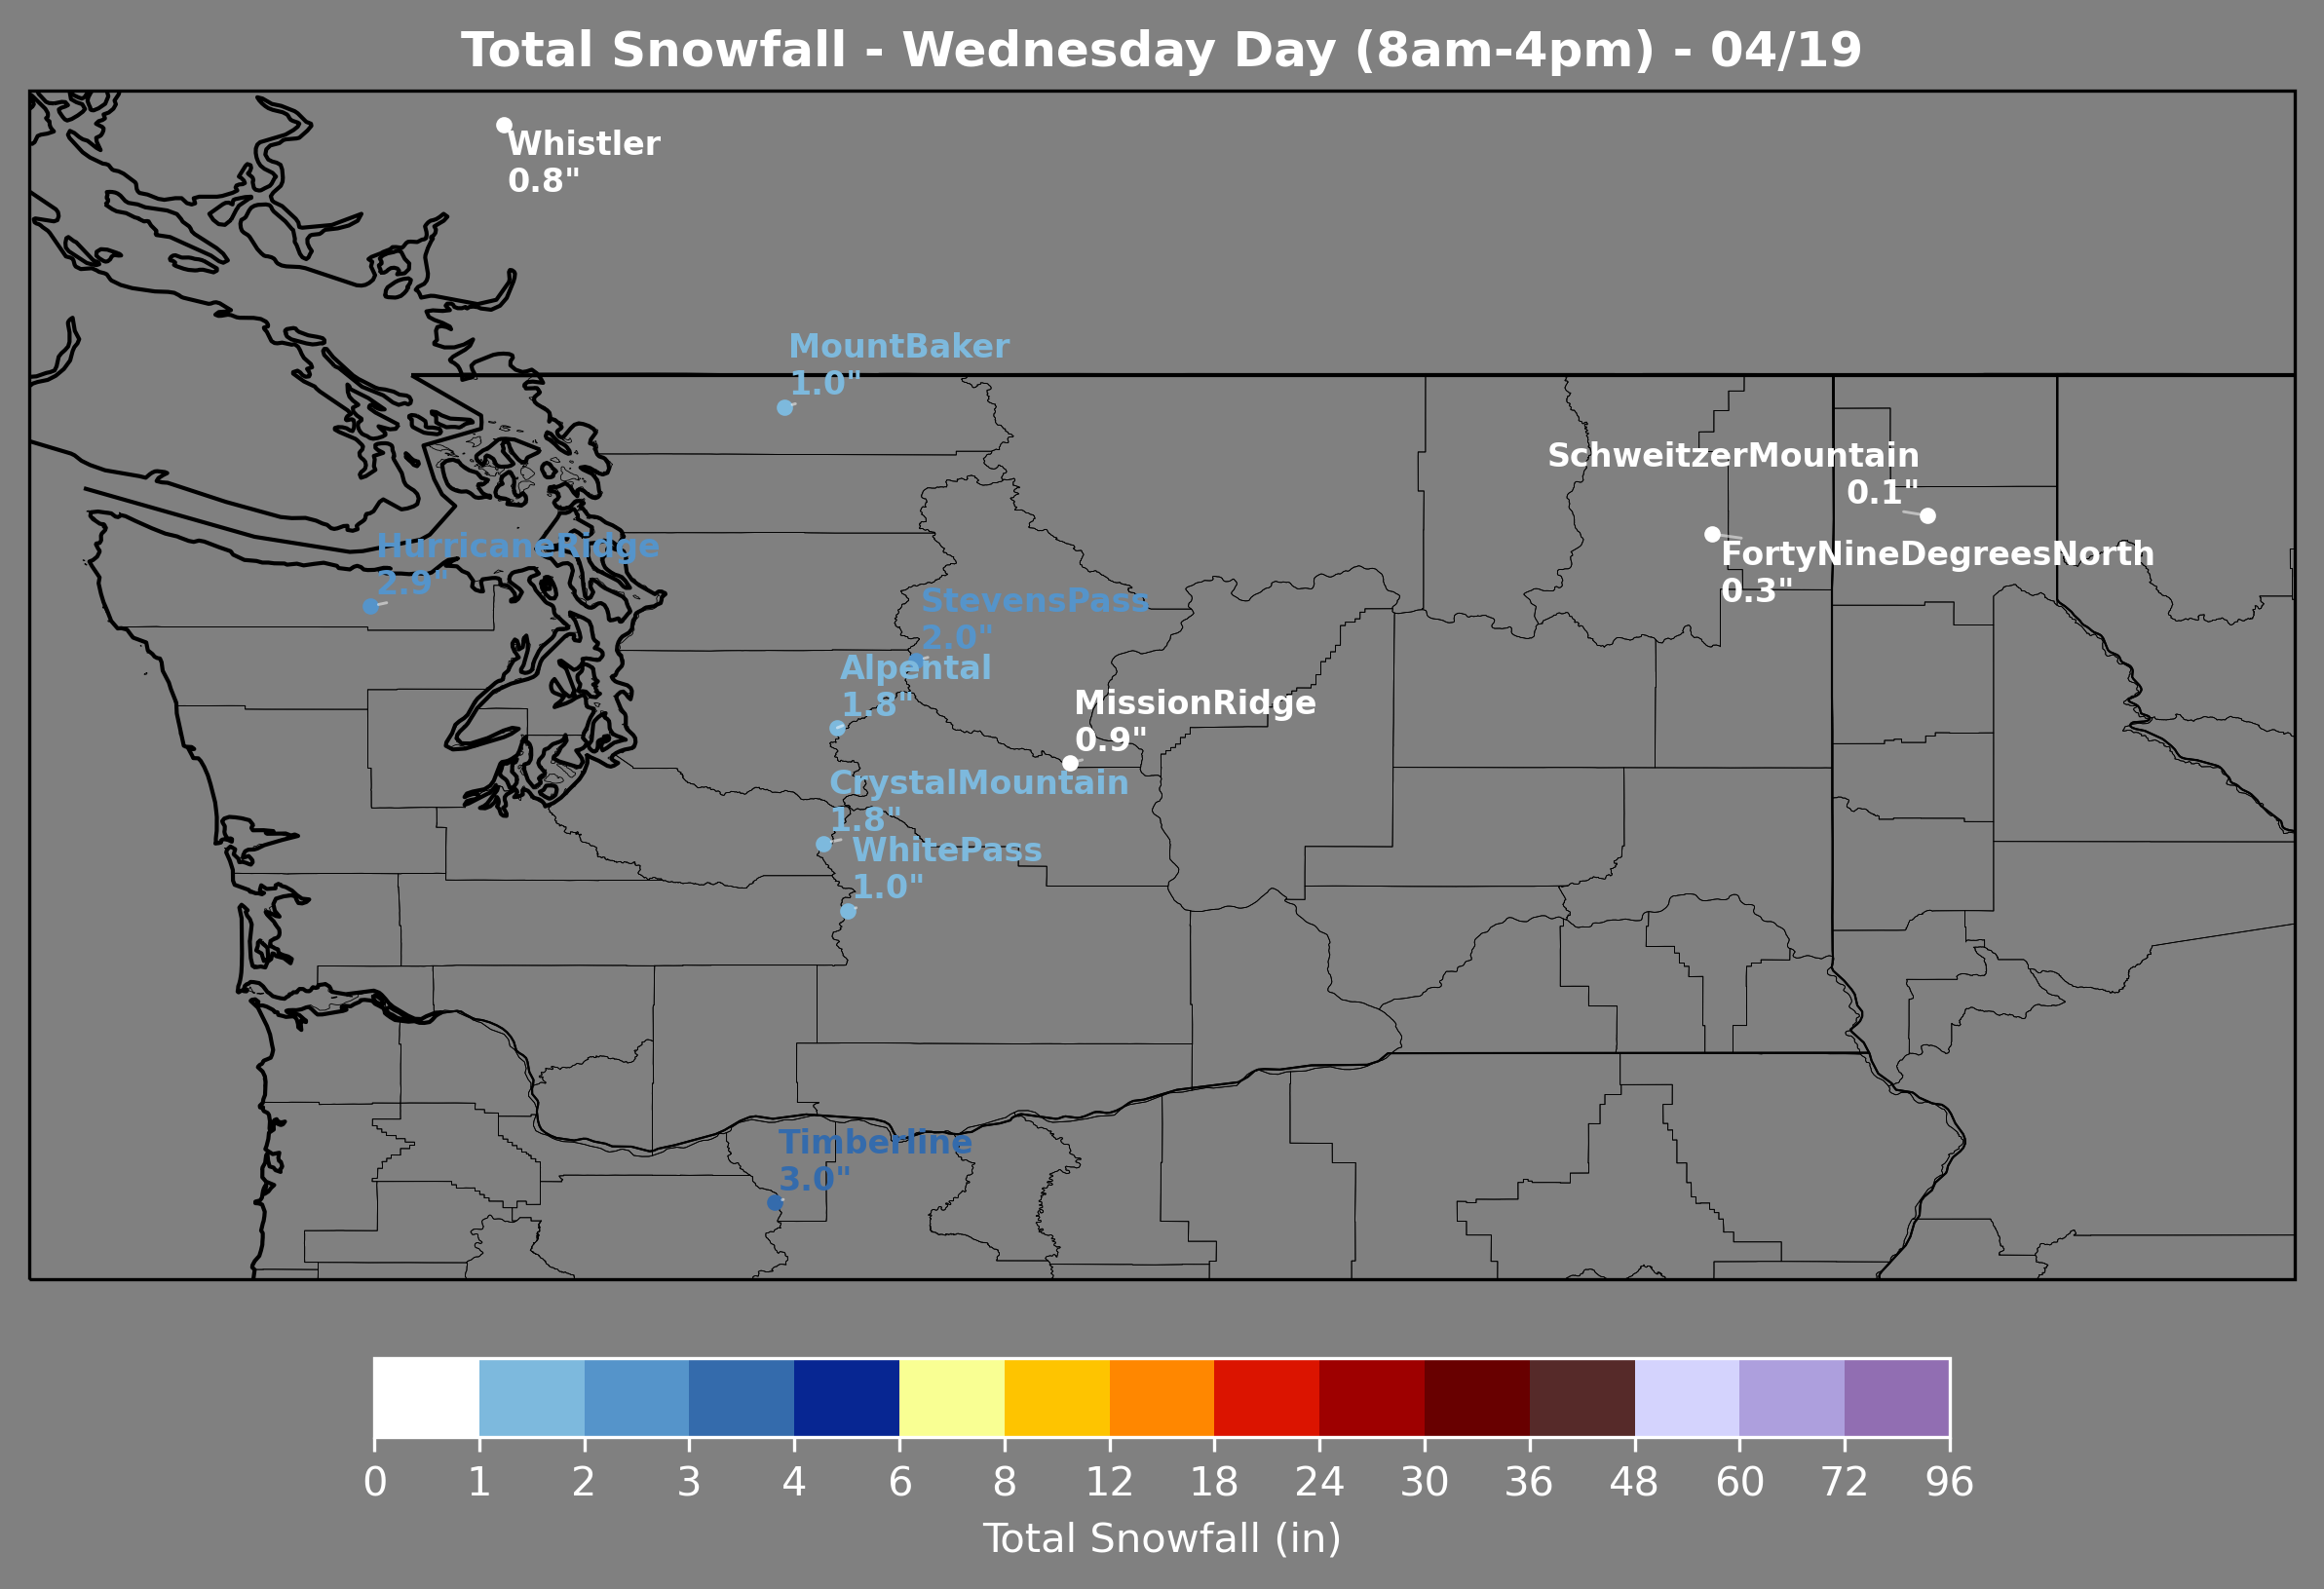 Total Snowfall - Wednesday Day (8am-4pm) - 04/19
Whistler
0.8"
MountBaker
1.0"
SchweitzerMountain
0.1"
HurricaneRidge
2.9"
FortyNineDegreesNorth
0.3"
StevensPass
2.0"
Alpental
1.8"
MissionRidge
0.9"
CrystalMountain
1.8"
WhitePass
1.0"
Timberline
3.0"
0 1 2 3 4 6 8 12 18 24 30 36 48 60 72 96
Total Snowfall (in)